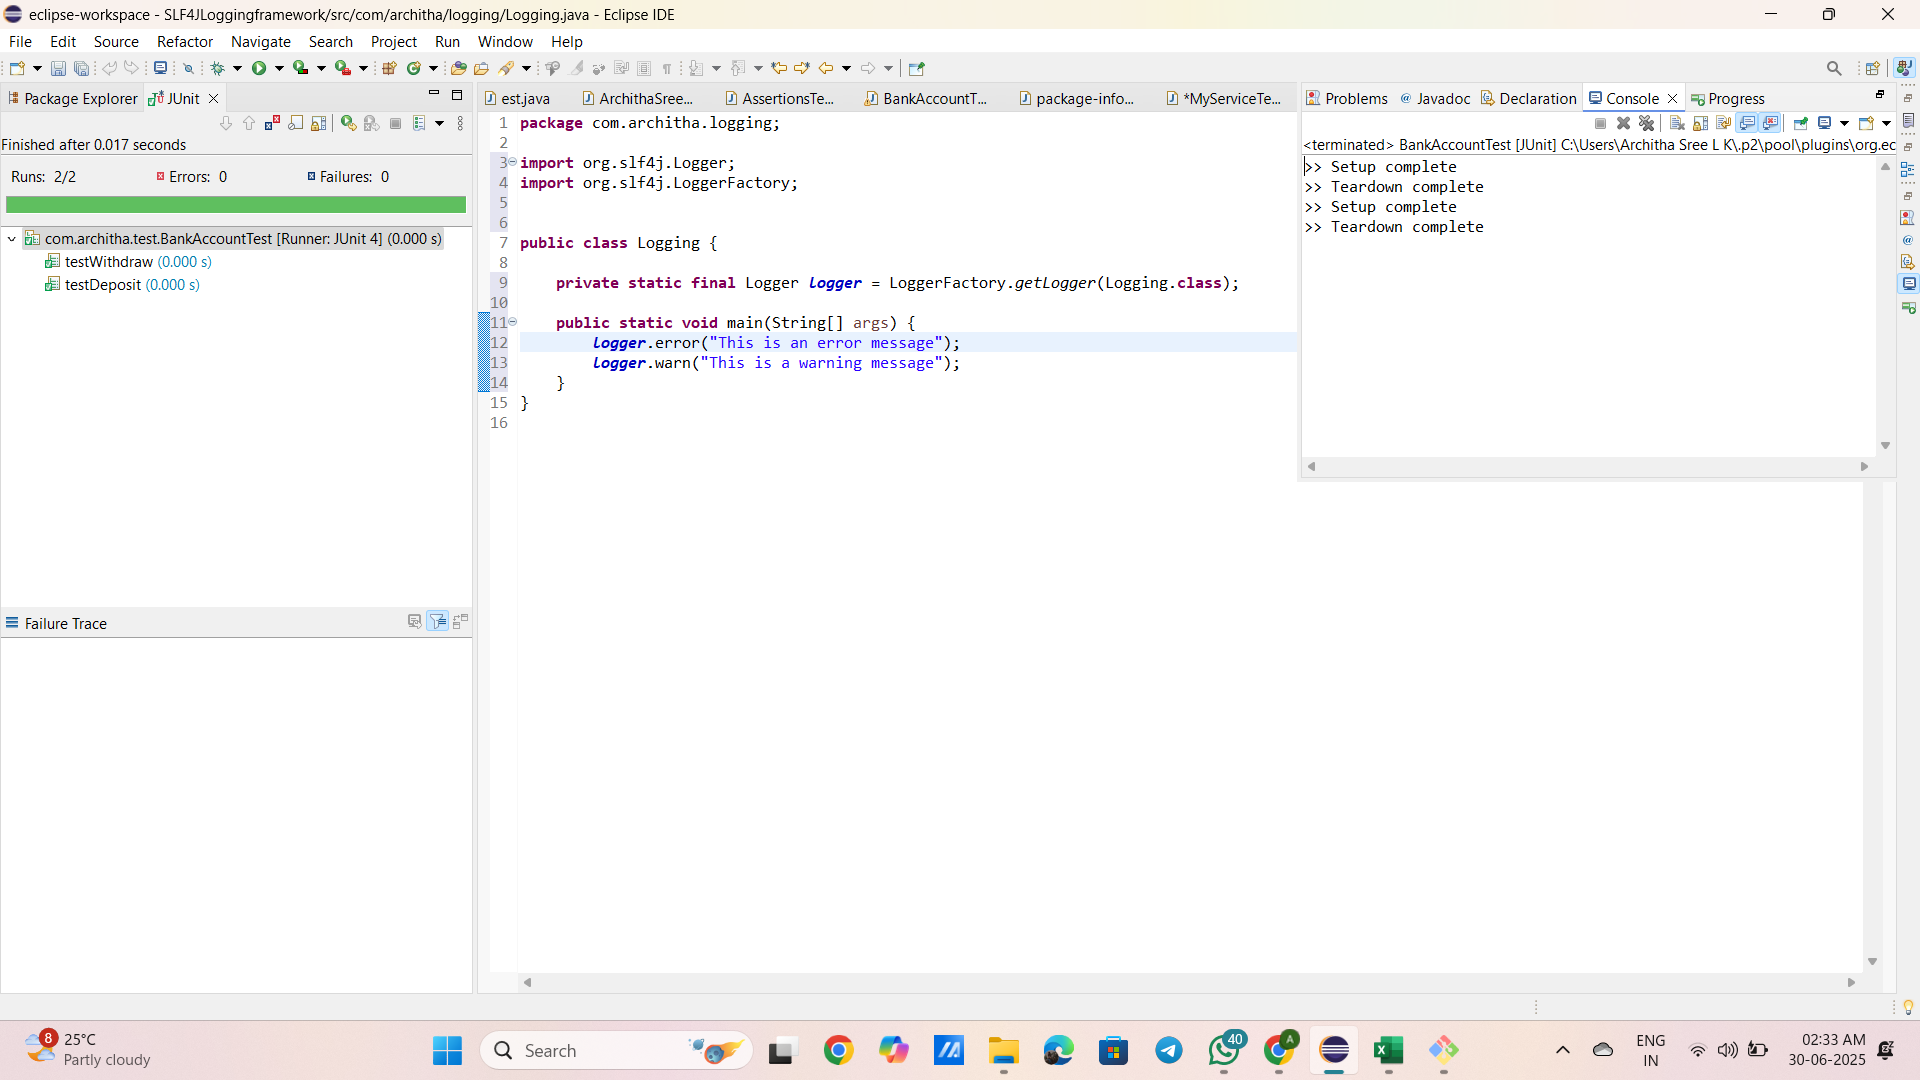 eclipse-workspace - SLF4JLoggingframework/src/com/architha/logging/Logging.java - Eclipse IDE
File Edit Source Refactor Navigate Search Project Run Window Help
Package Explorer JUnit
Finished after 0.017 seconds
Runs: 2/2 Errors: 0 Failures: 0
com.architha.test.BankAccountTest [Runner: JUnit 4] (0.000 s)
testWithdraw (0.000 s)
testDeposit (0.000 s)
Failure Trace
est.java ArchithaSree... AssertionsTe... BankAccountT... package-info... *MyServiceTe...
1 package com.architha.logging;
2
3 import org.slf4j.Logger;
4 import org.slf4j.LoggerFactory;
5
6
7 public class Logging {
8
9 private static final Logger logger = LoggerFactory.getLogger(Logging.class);
10
11 public static void main(String[] args) {
12 logger.error("This is an error message");
13 logger.warn("This is a warning message");
14 }
15 }
16
Problems Javadoc Declaration Console Progress
<terminated> BankAccountTest [JUnit] C:\Users\Architha Sree L K\.p2\pool\plugins\org.ec
>> Setup complete
>> Teardown complete
>> Setup complete
>> Teardown complete
8 25°C
Partly cloudy
Search
40
A
ENG
IN
02:33 AM
30-06-2025